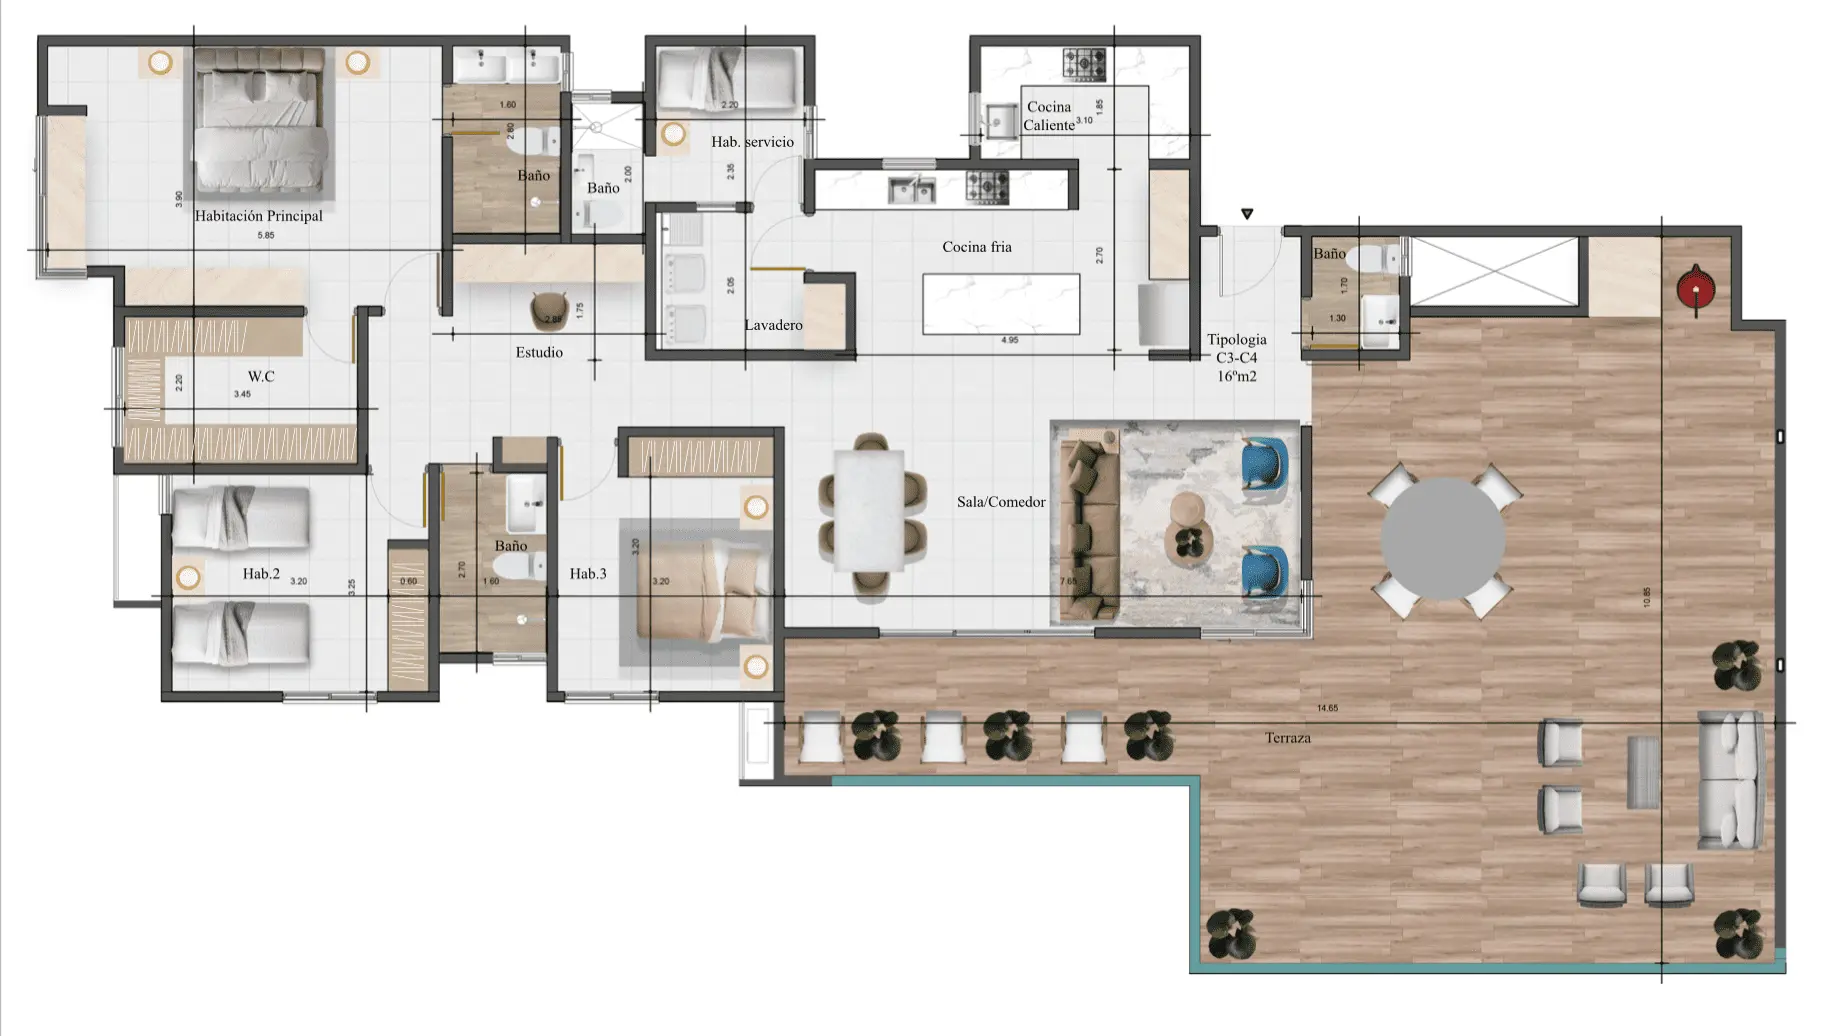 1.60
2.80
Baño
Habitación Principal
3.90
5.85
2.00
Baño
2.20
Hab. servicio
2.35
Cocina
Caliente
3.10
1.85
Cocina fria
2.70
4.95
2.05
Lavadero
1.75
2.88
Estudio
Tipologia
C3-C4
16ºm2
Baño
1.70
1.30
W.C
2.20
3.45
Hab.2
3.20
3.25
0.60
Baño
2.70
1.60
Hab.3
3.20
3.20
Sala/Comedor
7.65
10.85
14.65
Terraza